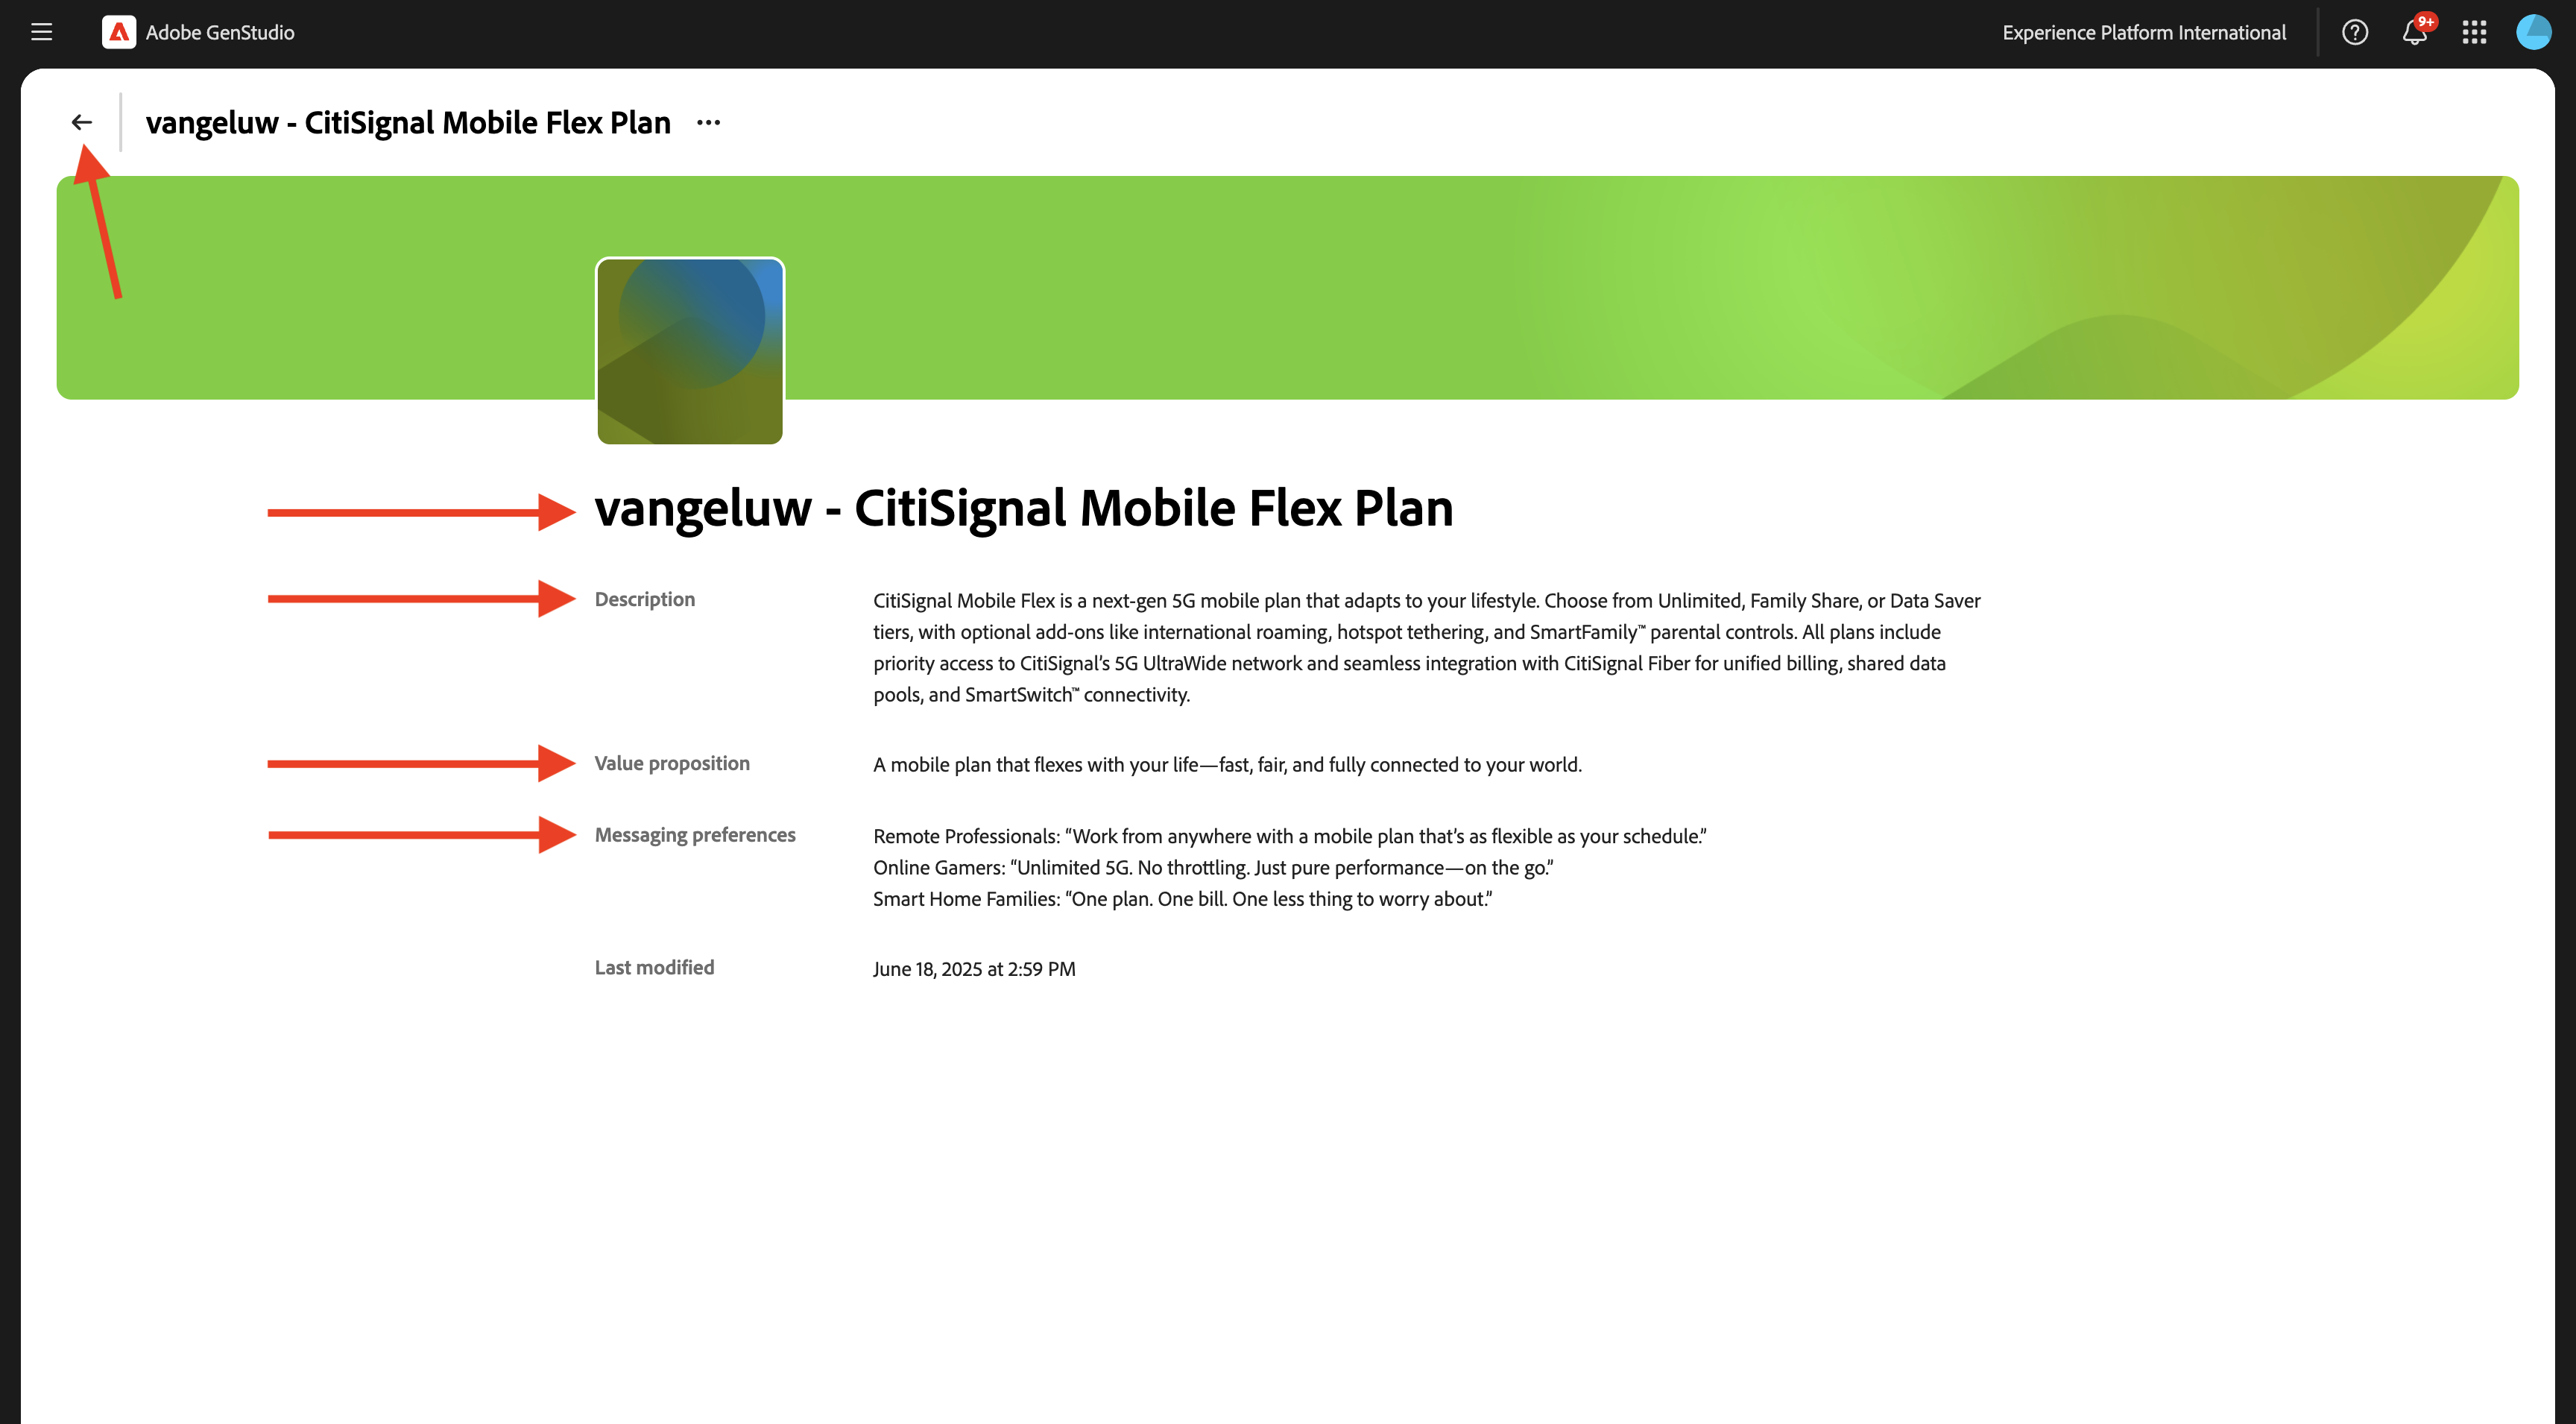 Adobe GenStudio
Experience Platform International
9+
vangeluw - CitiSignal Mobile Flex Plan
vangeluw - CitiSignal Mobile Flex Plan
Description
CitiSignal Mobile Flex is a next-gen 5G mobile plan that adapts to your lifestyle. Choose from Unlimited, Family Share, or Data Saver
tiers, with optional add-ons like international roaming, hotspot tethering, and SmartFamily™ parental controls. All plans include
priority access to CitiSignal’s 5G UltraWide network and seamless integration with CitiSignal Fiber for unified billing, shared data
pools, and SmartSwitch™ connectivity.
Value proposition
A mobile plan that flexes with your life—fast, fair, and fully connected to your world.
Messaging preferences
Remote Professionals: “Work from anywhere with a mobile plan that’s as flexible as your schedule.”
Online Gamers: “Unlimited 5G. No throttling. Just pure performance—on the go.”
Smart Home Families: “One plan. One bill. One less thing to worry about.”
Last modified
June 18, 2025 at 2:59 PM